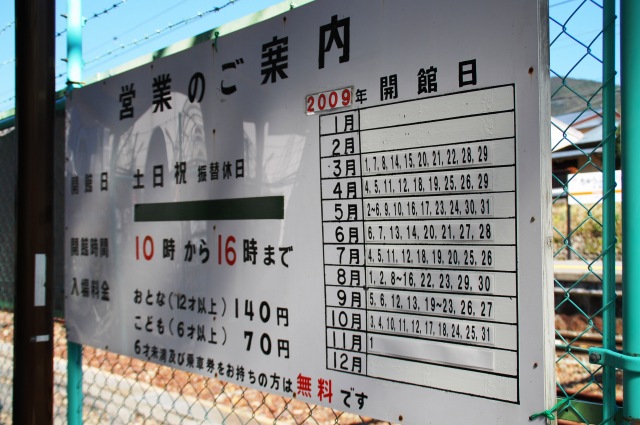 営業のご案内
開館日 土日祝 振替休日
開館時間 10時から16時まで
入場料金 おとな(12才以上)140円
こども(6才以上)70円
6才未満及び乗車券をお持ちの方は無料です
2009年開館日
1月
2月
3月 1, 7, 8, 14, 15, 20, 21, 22, 28, 29
4月 4, 5, 11, 12, 18, 19, 25, 26, 29
5月 2~6, 9, 10, 16, 17, 23, 24, 30, 31
6月 6, 7, 13, 14, 20, 21, 27, 28
7月 4, 5, 11, 12, 18, 19, 20, 25, 26
8月 1, 2, 8~16, 22, 23, 29, 30
9月 5, 6, 12, 13, 19~23, 26, 27
10月 3, 4, 10, 11, 12, 17, 18, 24, 25, 31
11月 1
12月